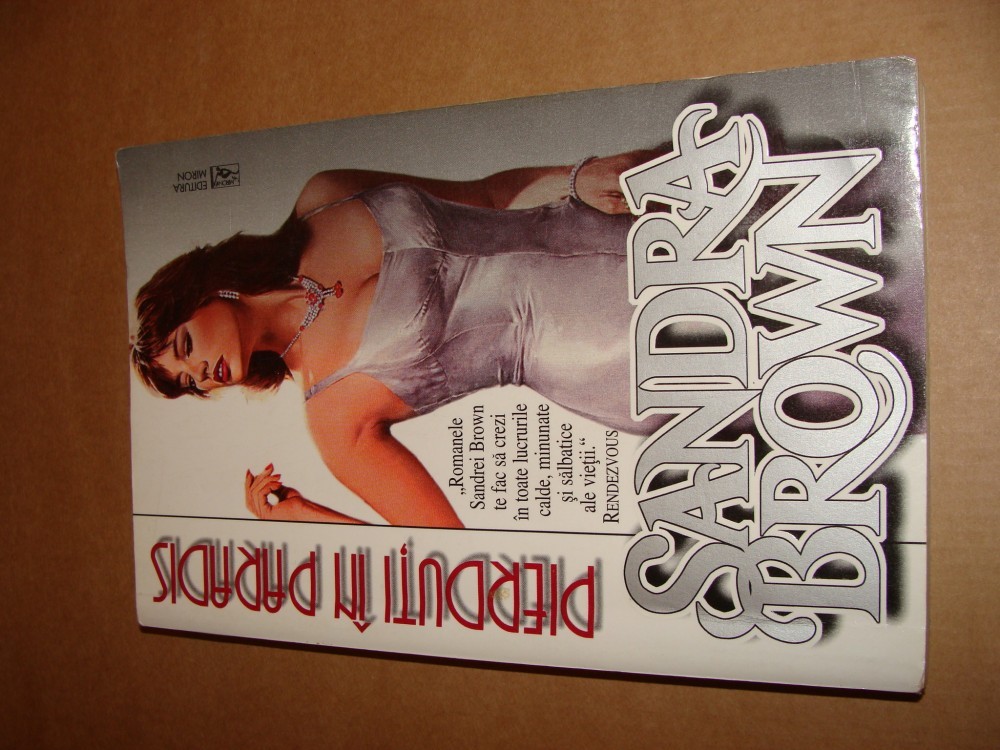 PIERDUȚI ÎN PARADIS
EDITURA
MIRON
„Romanele
Sandrei Brown
te fac să crezi
în toate lucrurile
calde, minunate
și sălbatice
ale vieții.“
RENDEZVOUS
SANDRA
BROWN